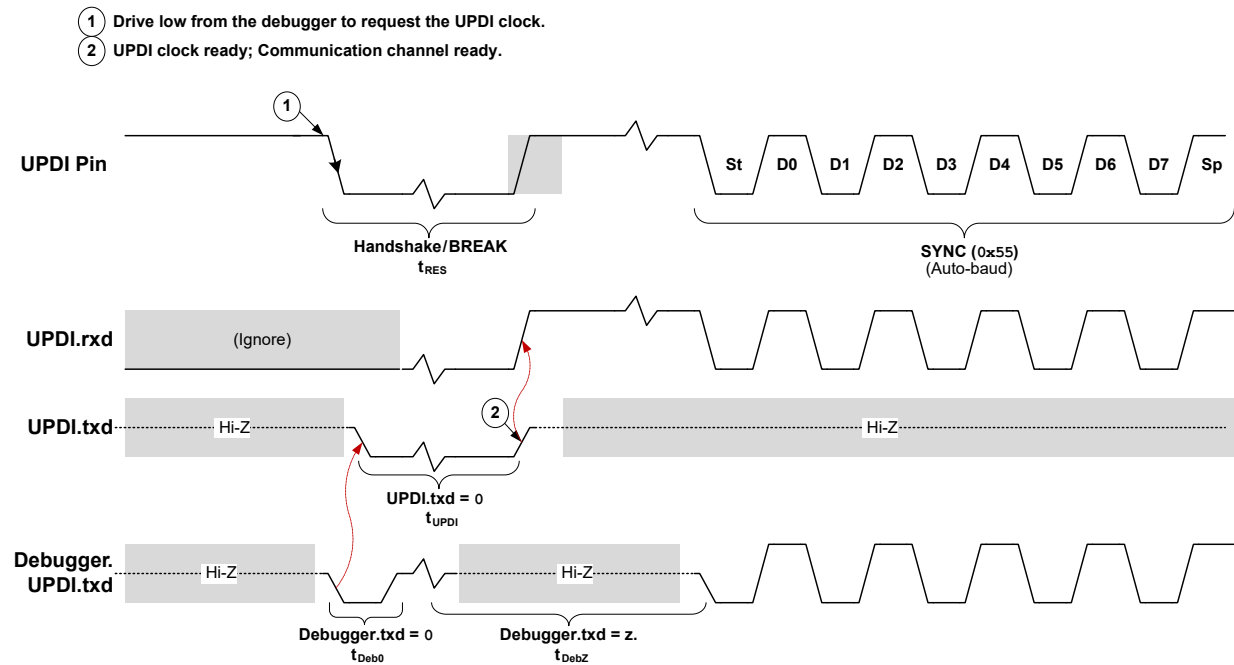 1 Drive low from the debugger to request the UPDI clock.
2 UPDI clock ready; Communication channel ready.
1
UPDI Pin
St D0 D1 D2 D3 D4 D5 D6 D7 Sp
Handshake/BREAK
tRES
SYNC (0x55)
(Auto-baud)
UPDI.rxd
(Ignore)
2
UPDI.txd
Hi-Z
Hi-Z
UPDI.txd = 0
tUPDI
Debugger.
UPDI.txd
Hi-Z
Hi-Z
Debugger.txd = 0
tDeb0
Debugger.txd = z.
tDebZ